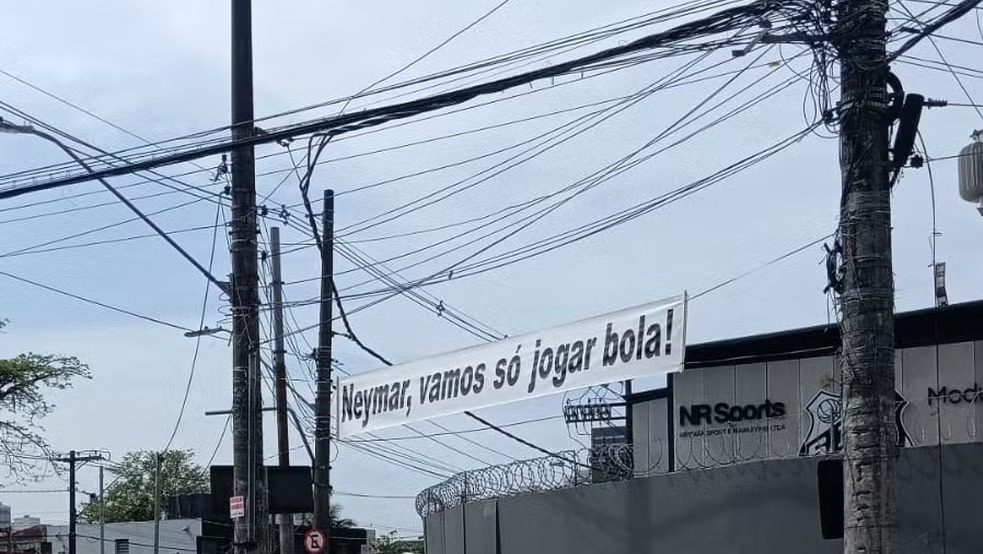 Neymar, vamos só jogar bola!
NR Sports